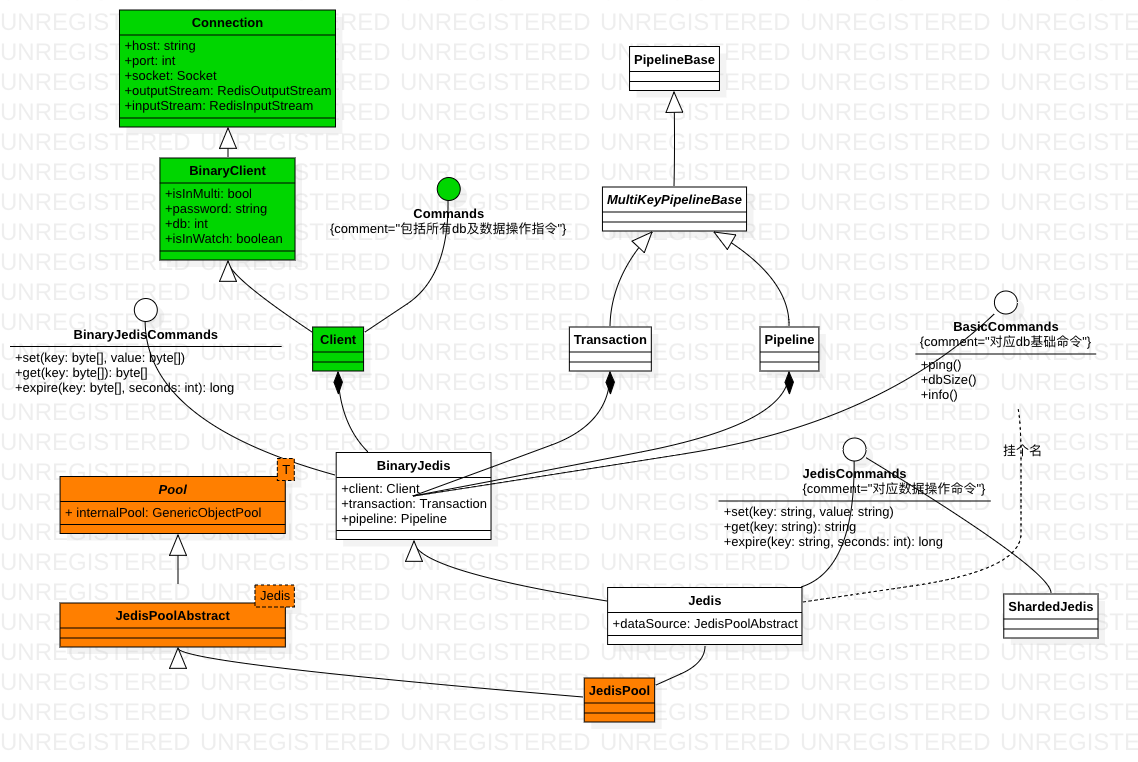 Connection
+host: string
+port: int
+socket: Socket
+outputStream: RedisOutputStream
+inputStream: RedisInputStream
PipelineBase
BinaryClient
+isInMulti: bool
+password: string
+db: int
+isInWatch: boolean
Commands
{comment="包括所有db及数据操作指令"}
MultiKeyPipelineBase
BinaryJedisCommands
+set(key: byte[], value: byte[])
+get(key: byte[]): byte[]
+expire(key: byte[], seconds: int): long
Client
Transaction
Pipeline
BasicCommands
{comment="对应db基础命令"}
+ping()
+dbSize()
+info()
挂个名
T
Pool
+ internalPool: GenericObjectPool
BinaryJedis
+client: Client
+transaction: Transaction
+pipeline: Pipeline
JedisCommands
{comment="对应数据操作命令"}
+set(key: string, value: string)
+get(key: string): string
+expire(key: string, seconds: int): long
Jedis
JedisPoolAbstract
Jedis
+dataSource: JedisPoolAbstract
ShardedJedis
JedisPool
UNREGISTERED UNREGISTERED UNREGISTERED UNREGISTERED UNREGISTERED UNREGISTE